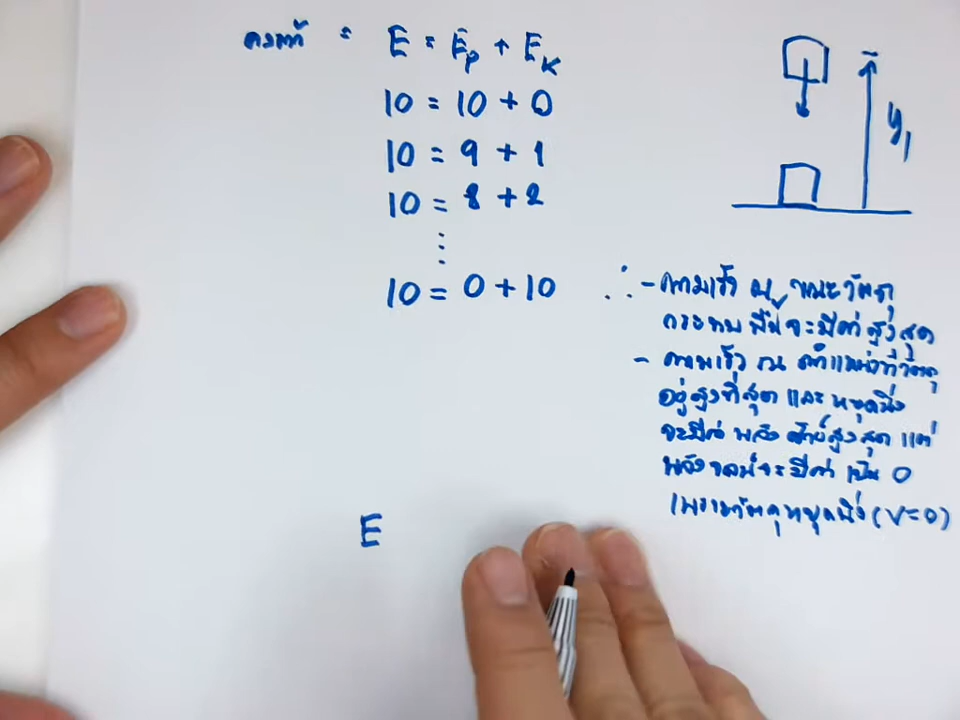 คงที่ = E = Ep + EK
10 = 10 + 0
10 = 9 + 1
10 = 8 + 2
⋮
10 = 0 + 10
y1
∴ - ความเร็ว ณ ขณะวัตถุ
กระทบพื้นจะมีค่าสูงสุด
- ความเร็ว ณ ตำแหน่งที่วัตถุ
อยู่สูงที่สุด และ หยุดนิ่ง
จะมีค่า พลังศักย์สูงสุด แต่
พลังจลน์จะมีค่า เป็น 0
เพราะวัตถุหยุดนิ่ง (v=0)
E